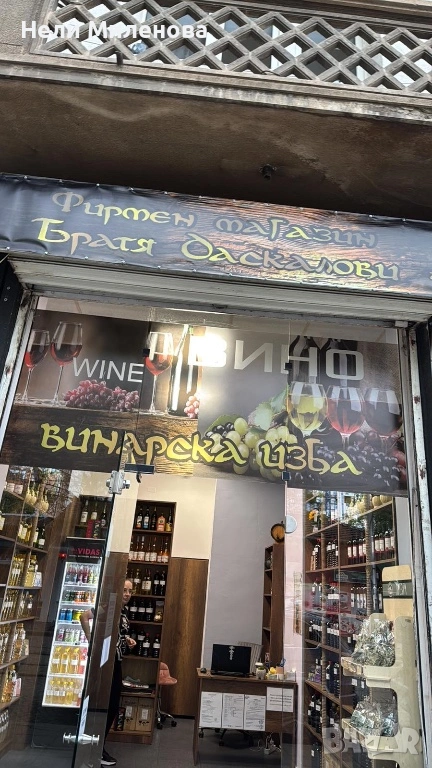 Нели Миленова
Фирмен магазин
Братя Даскалови
WINE
ВИНО
Винарска изба
VIDAS
BAZAR